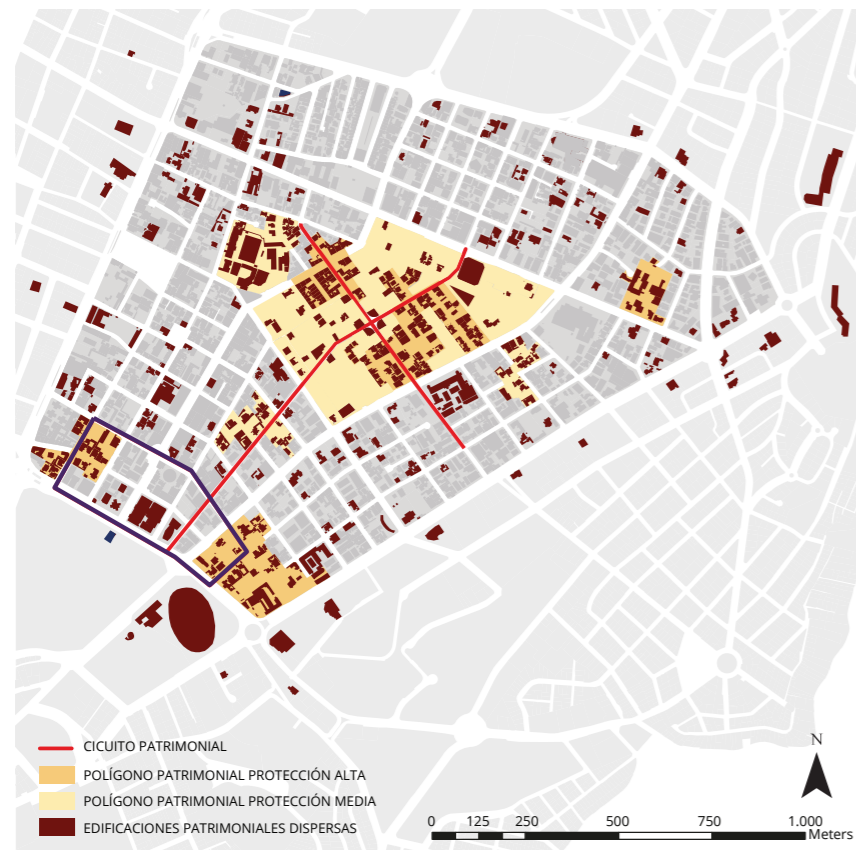 CICUITO PATRIMONIAL
POLÍGONO PATRIMONIAL PROTECCIÓN ALTA
POLÍGONO PATRIMONIAL PROTECCIÓN MEDIA
EDIFICACIONES PATRIMONIALES DISPERSAS
N
0 125 250 500 750 1.000
Meters